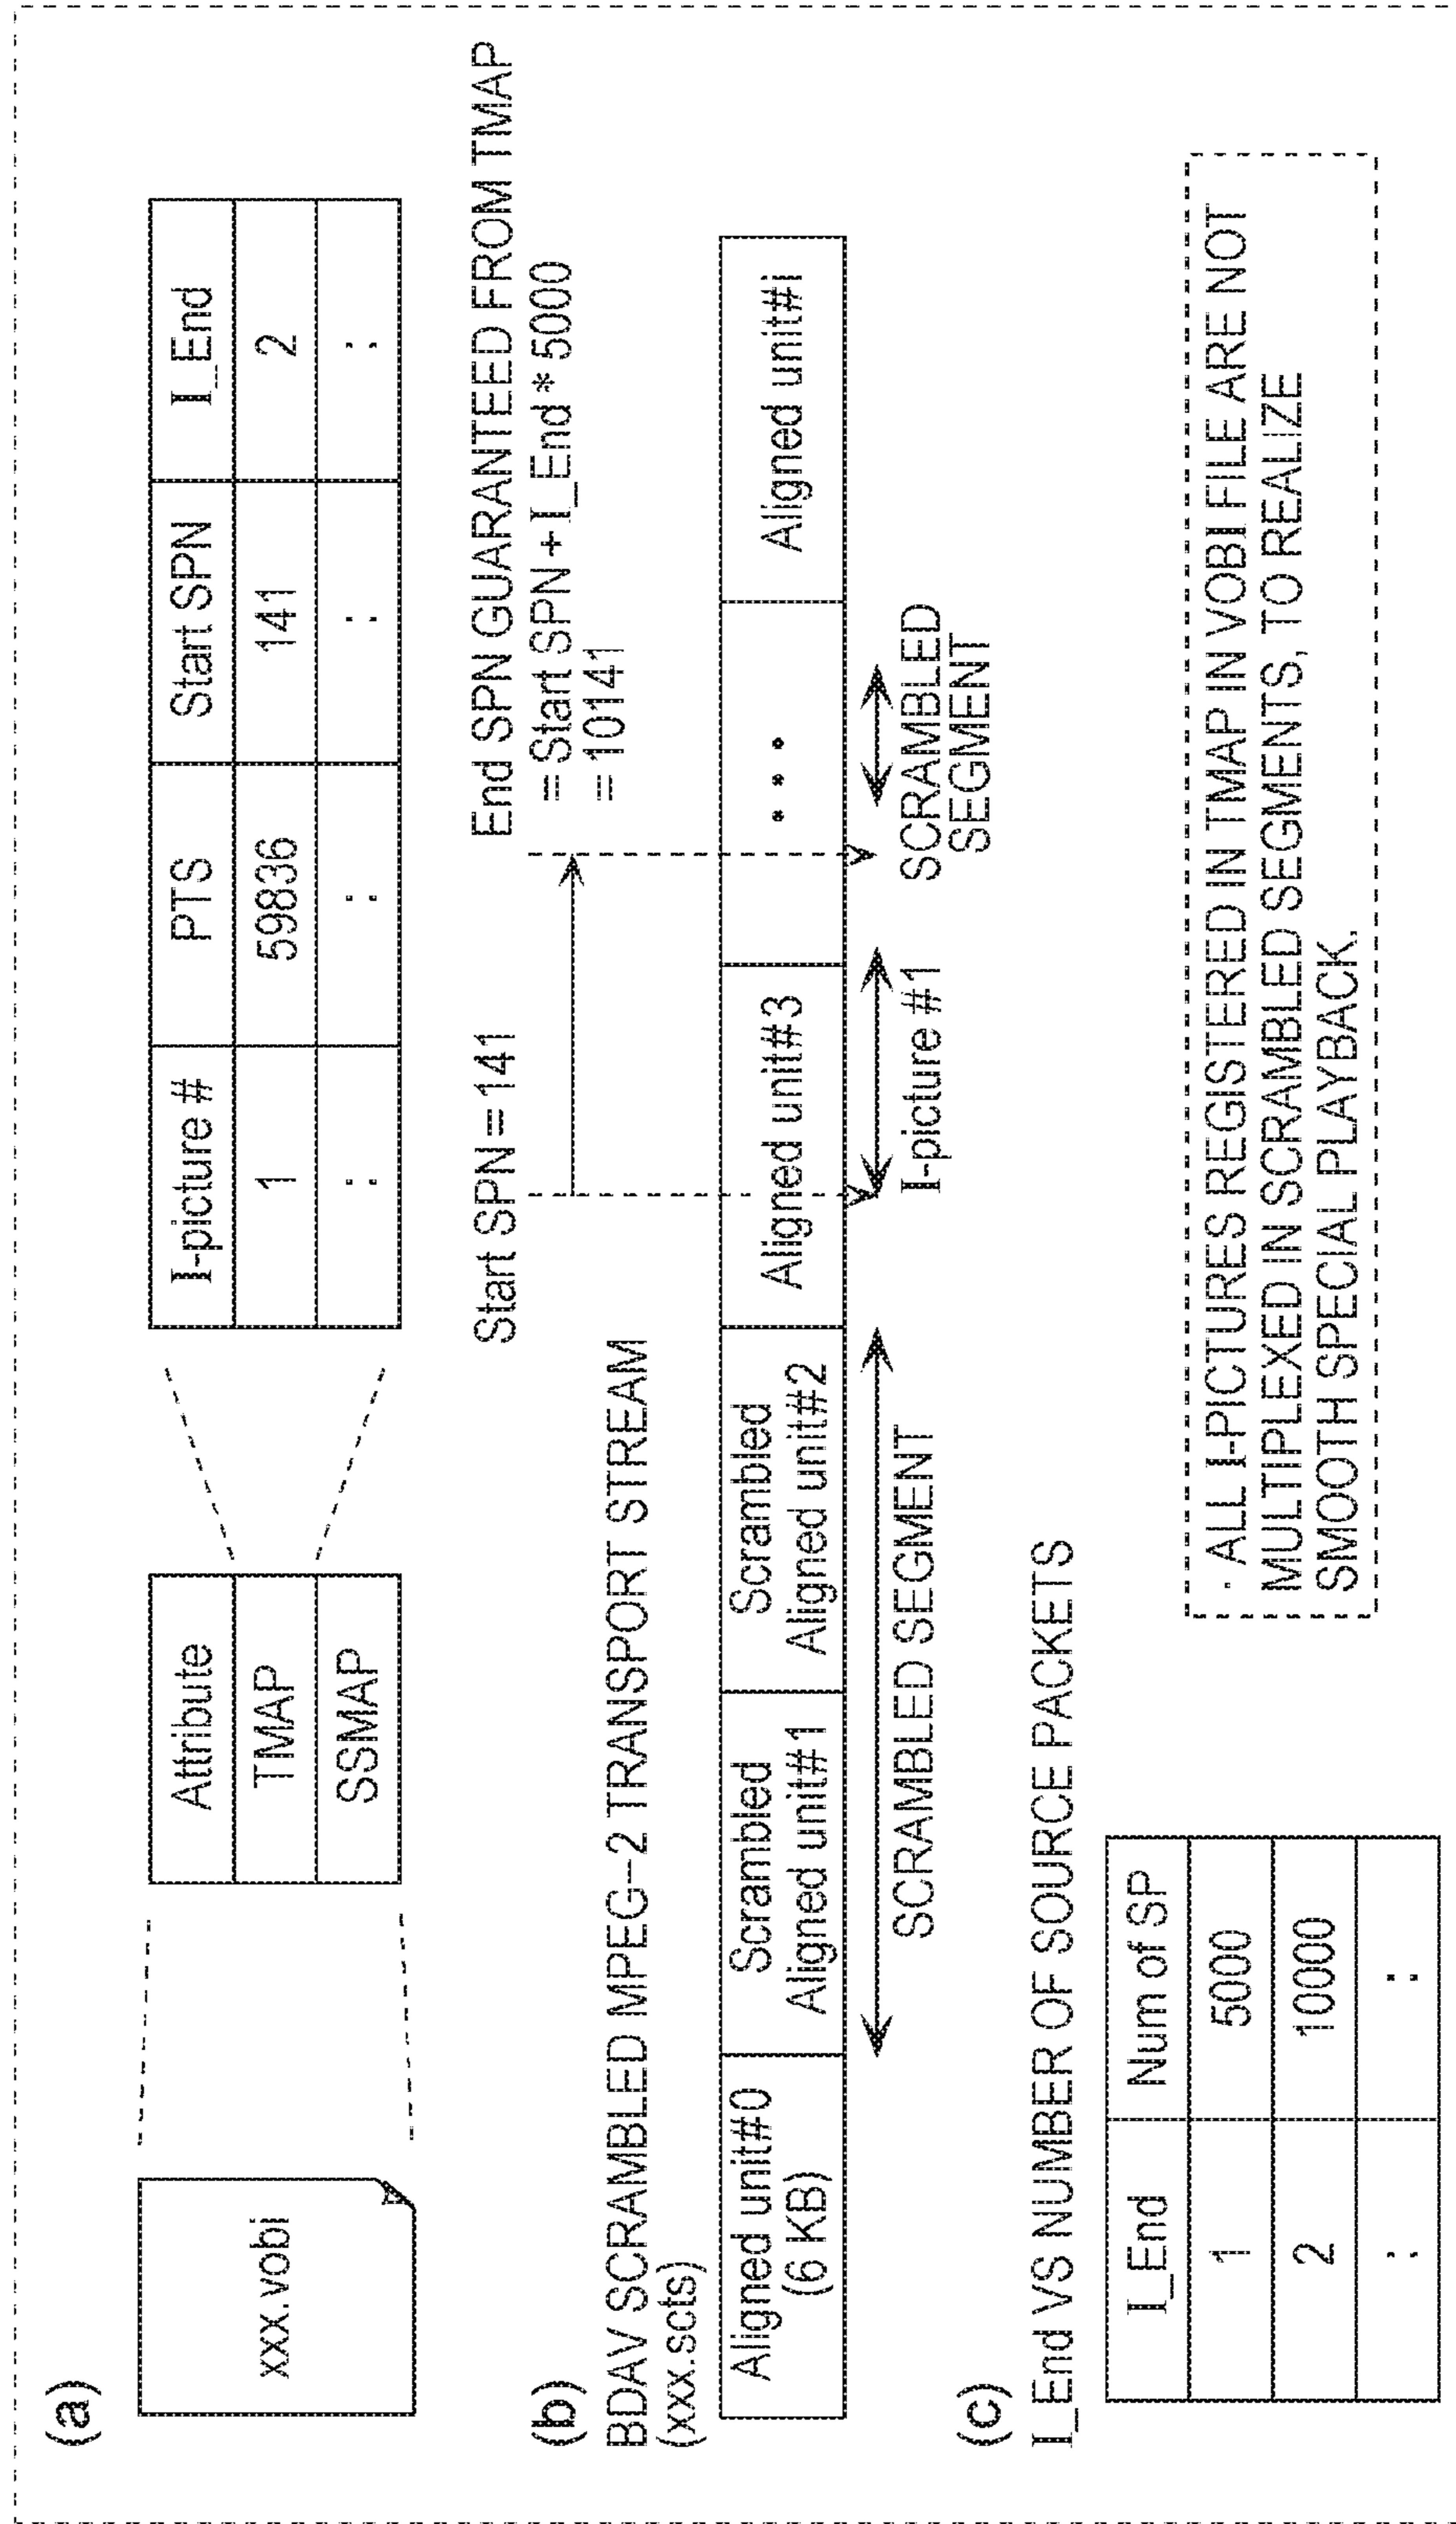 (a)
xxx.vobi
Attribute
TMAP
SSMAP
I-picture # PTS Start SPN I_End
1 59836 141 2
: : : :
(b)
BDAV SCRAMBLED MPEG-2 TRANSPORT STREAM
(xxx.scts)
Start SPN = 141
End SPN GUARANTEED FROM TMAP
= Start SPN + I_End * 5000
= 10141
Aligned unit#0
(6 KB)
Scrambled
Aligned unit#1
Scrambled
Aligned unit#2
Aligned unit#3
• • •
Aligned unit#i
SCRAMBLED SEGMENT
I-picture #1
SCRAMBLED
SEGMENT
(c)
I_End VS NUMBER OF SOURCE PACKETS
I_End Num of SP
1 5000
2 10000
: :
· ALL I-PICTURES REGISTERED IN TMAP IN VOBI FILE ARE NOT
MULTIPLEXED IN SCRAMBLED SEGMENTS, TO REALIZE
SMOOTH SPECIAL PLAYBACK.